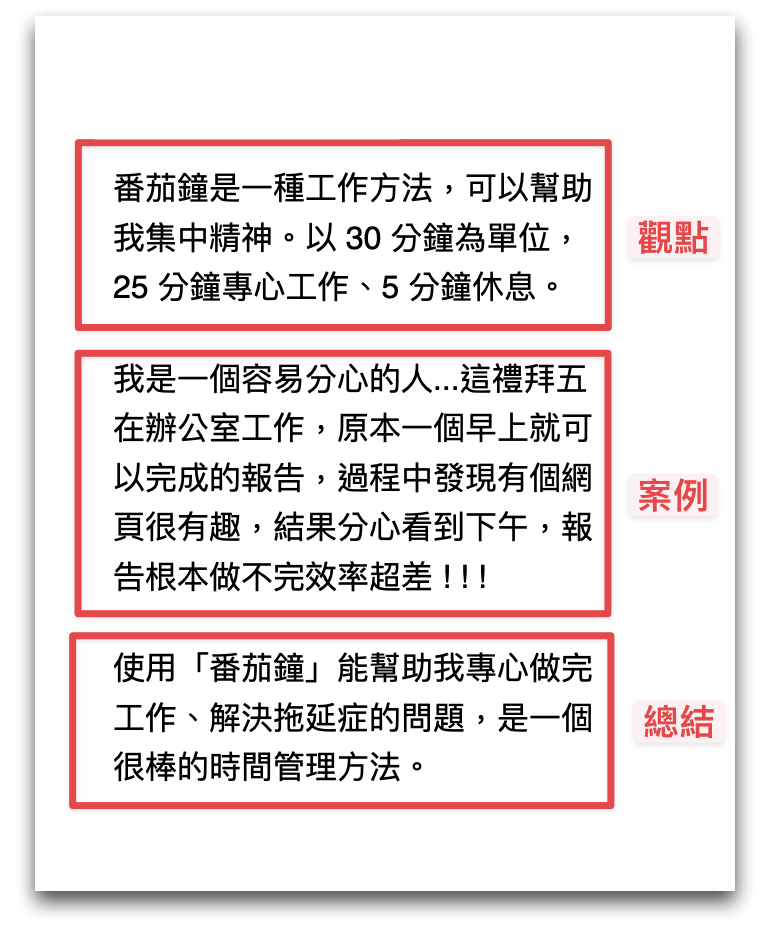 番茄鐘是一種工作方法，可以幫助
我集中精神。以 30 分鐘為單位，
25 分鐘專心工作、5 分鐘休息。
觀點
我是一個容易分心的人...這禮拜五
在辦公室工作，原本一個早上就可
以完成的報告，過程中發現有個網
頁很有趣，結果分心看到下午，報
告根本做不完效率超差 ! ! !
案例
使用「番茄鐘」能幫助我專心做完
工作、解決拖延症的問題，是一個
很棒的時間管理方法。
總結